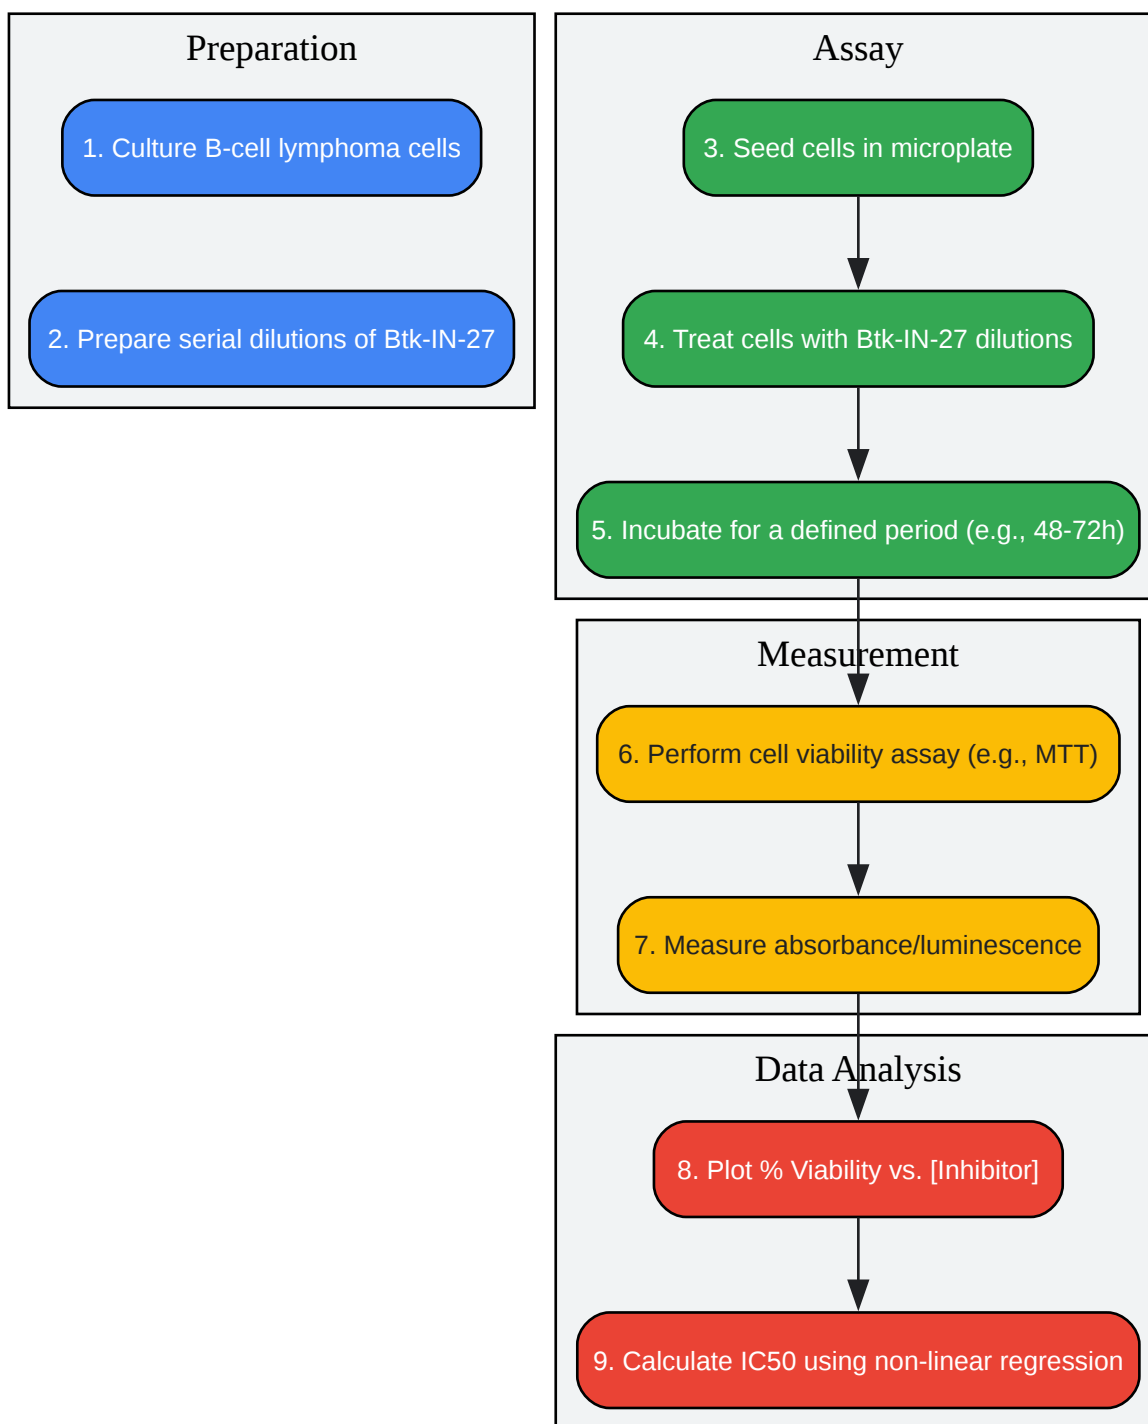 Preparation
1. Culture B-cell lymphoma cells
2. Prepare serial dilutions of Btk-IN-27
Assay
3. Seed cells in microplate
4. Treat cells with Btk-IN-27 dilutions
5. Incubate for a defined period (e.g., 48-72h)
Measurement
6. Perform cell viability assay (e.g., MTT)
7. Measure absorbance/luminescence
Data Analysis
8. Plot % Viability vs. [Inhibitor]
9. Calculate IC50 using non-linear regression